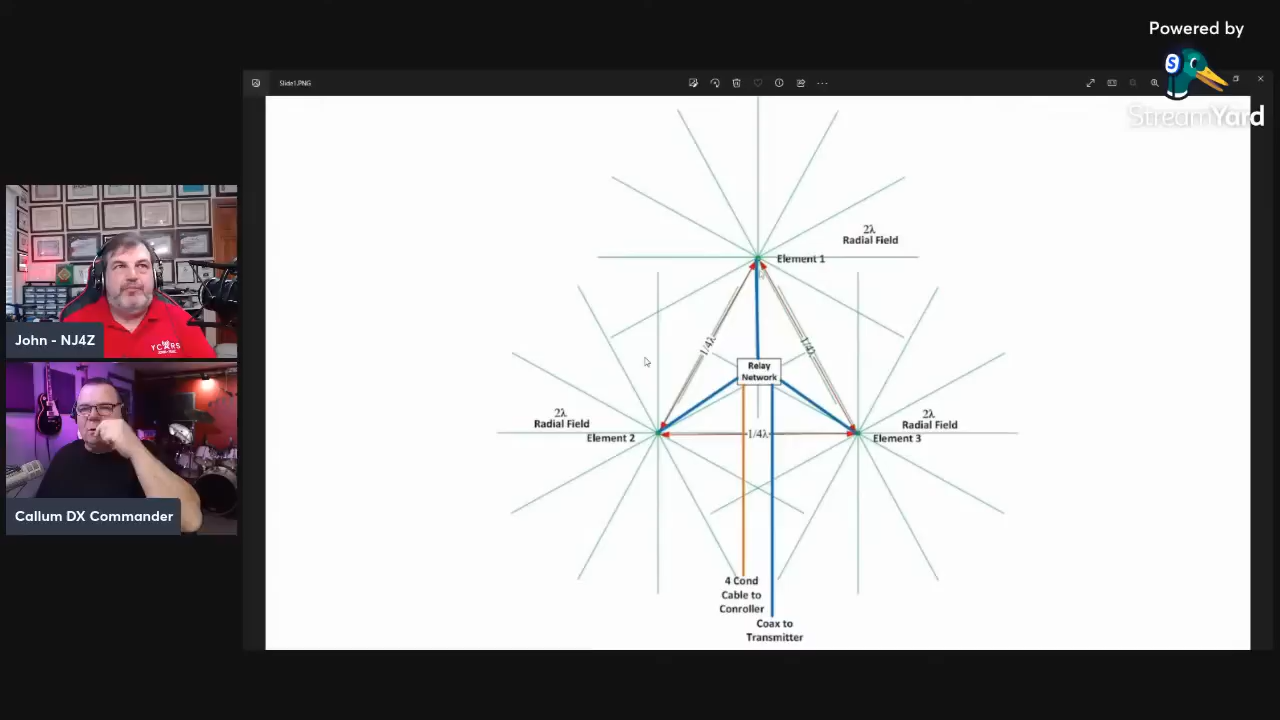 Powered by
S
StreamYard
Slide1.PNG
2λ
Radial Field
Element 1
1/4λ
1/4λ
Relay
Network
2λ
Radial Field
Element 2
1/4λ
2λ
Radial Field
Element 3
4 Cond
Cable to
Conroller
Coax to
Transmitter
John - NJ4Z
YCARS
Callum DX Commander